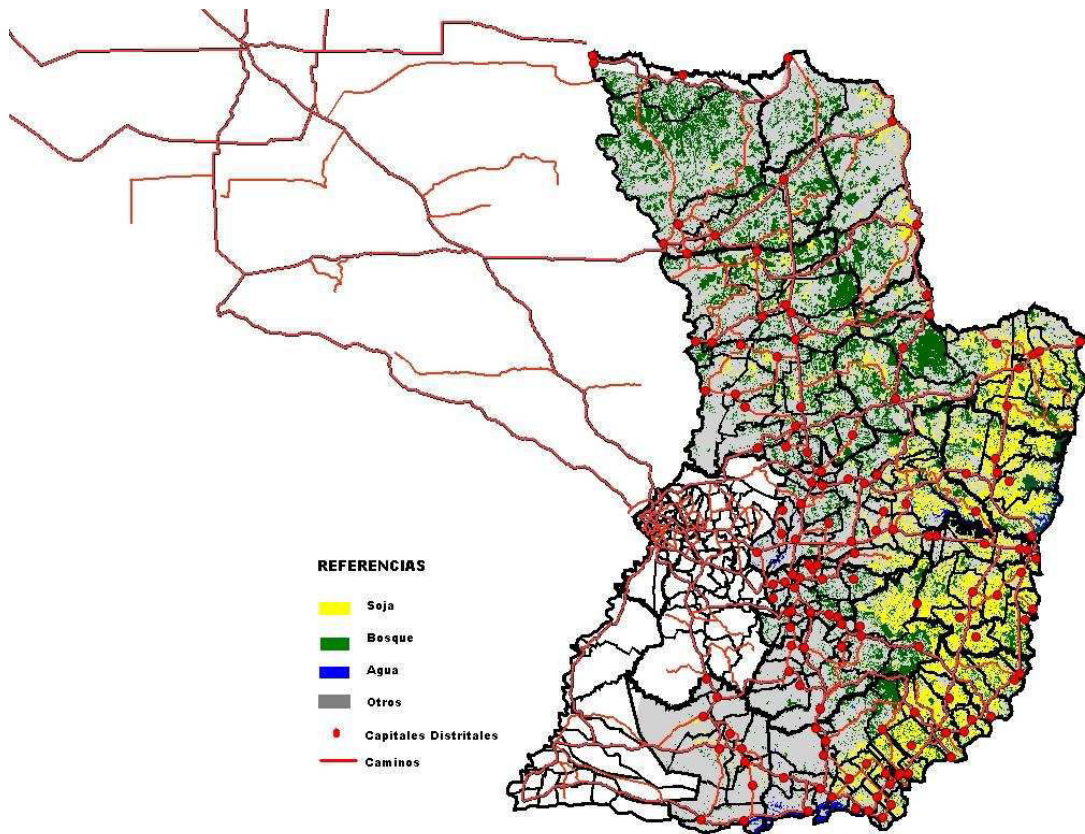 REFERENCIAS
Soja
Bosque
Agua
Otros
Capitales Distritales
Caminos